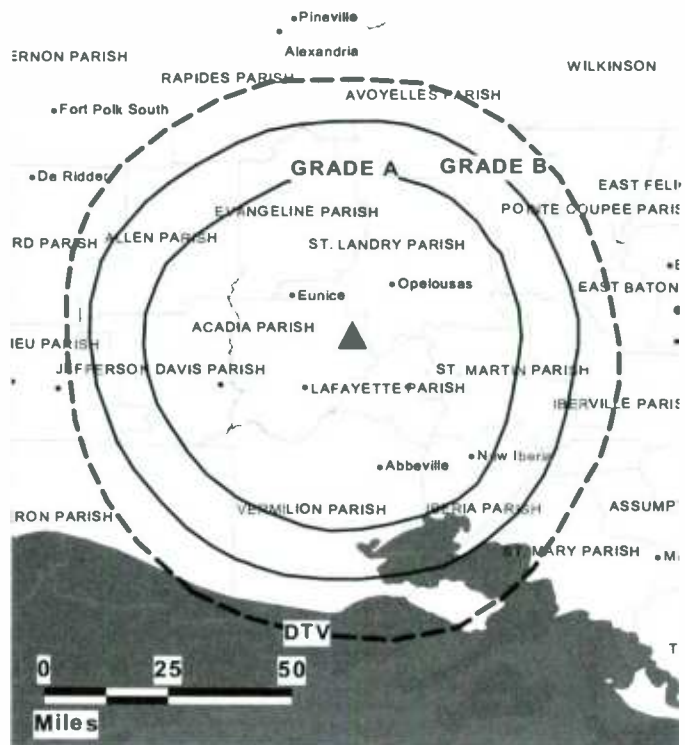 Pineville
Alexandria
ERNON PARISH
WILKINSON
RAPIDES PARISH
AVOYELLES PARISH
Fort Polk South
GRADE A
GRADE B
De Ridder
EAST FELI
EVANGELINE PARISH
POINTE COUPEE PARIS
RD PARISH
ALLEN PARISH
ST. LANDRY PARISH
Opelousas
EAST BATON
Eunice
ACADIA PARISH
IEU PARISH
JEFFERSON DAVIS PARISH
ST. MARTIN PARISH
LAFAYETTE PARISH
IBERVILLE PARIS
New Iberia
Abbeville
VERMILION PARISH
IBERIA PARISH
ASSUMP
RON PARISH
ST. MARY PARISH
M
DTV
T
0 25 50
Miles